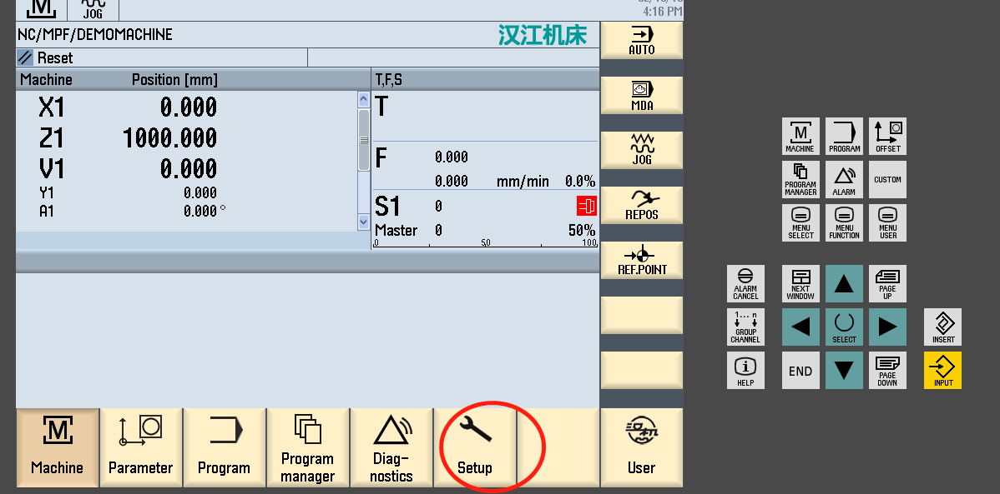 M
JOG
4:16 PM
NC/MPF/DEMOMACHINE
汉江机床
Reset
Machine Position [mm]
T,F,S
X1 0.000
Z1 1000.000
V1 0.000
Y1 0.000
A1 0.000 °
T
F 0.000
0.000 mm/min 0.0%
S1 0
Master 0 50%
0 50 100
AUTO
MDA
JOG
REPOS
REF.POINT
M
Machine
Parameter
Program
Program
manager
Diag-
nostics
Setup
User
M
MACHINE
PROGRAM
OFFSET
PROGRAM
MANAGER
ALARM
CUSTOM
MENU
SELECT
MENU
FUNCTION
MENU
USER
ALARM
CANCEL
NEXT
WINDOW
PAGE
UP
1... n
GROUP
CHANNEL
SELECT
INSERT
i
HELP
END
PAGE
DOWN
INPUT